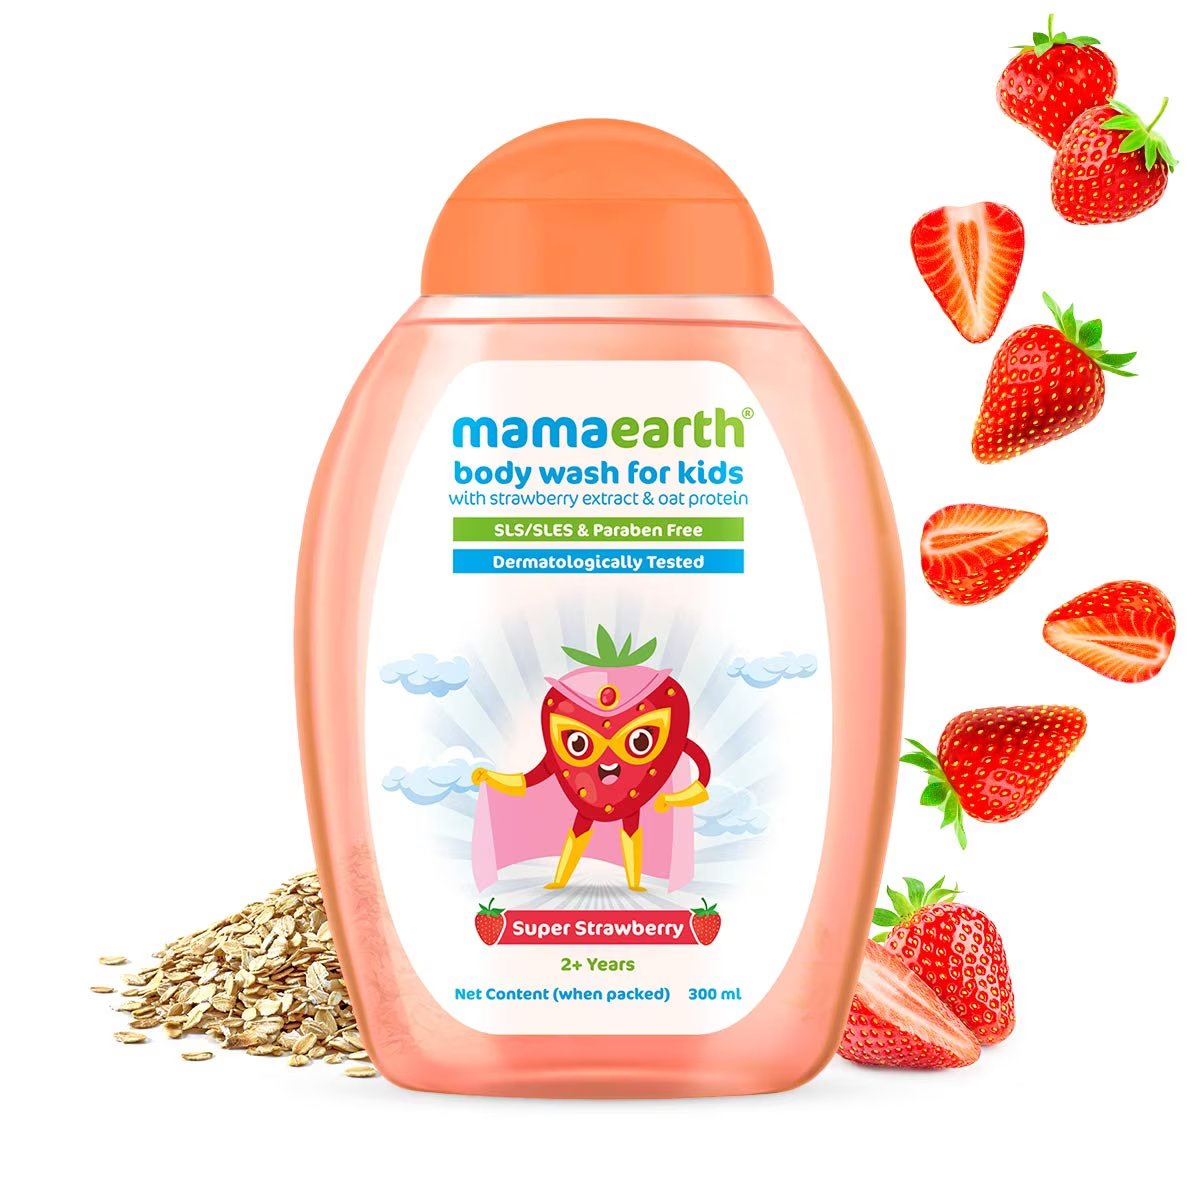 mamaearth®
body wash for kids
with strawberry extract & oat protein
SLS/SLES & Paraben Free
Dermatologically Tested
Super Strawberry
2+ Years
Net Content (when packed) 300 ml